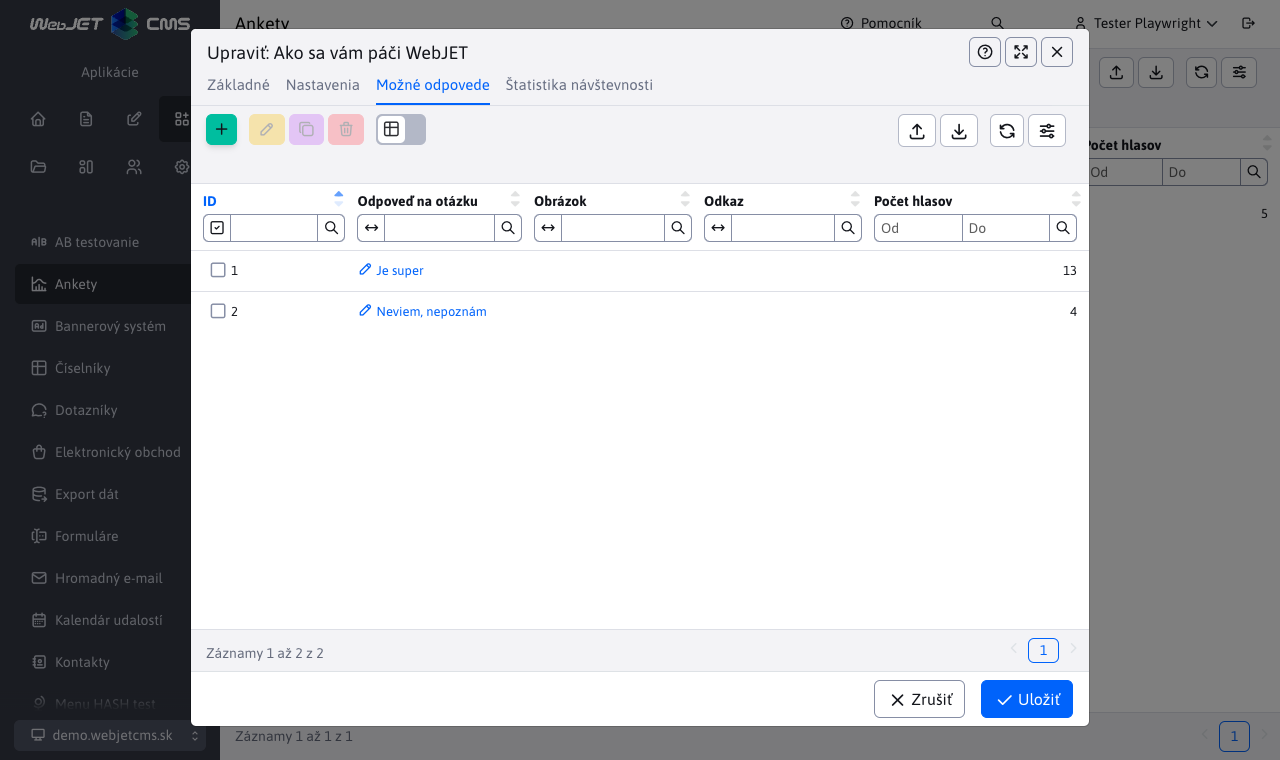 WebJET CMS
Ankety
Pomocník
Tester Playwright
Aplikácie
AB testovanie
Ankety
Bannerový systém
Číselníky
Dotazníky
Elektronický obchod
Export dát
Formuláre
Hromadný e-mail
Kalendár udalostí
Kontakty
Menu HASH test
demo.webjetcms.sk
Upraviť: Ako sa vám páči WebJET
Základné Nastavenia Možné odpovede Štatistika návštevnosti
ID Odpoveď na otázku Obrázok Odkaz Počet hlasov
Od Do
1 Je super 13
2 Neviem, nepoznám 4
Záznamy 1 až 2 z 2
1
Zrušiť Uložiť
Počet hlasov
Od Do
5
Záznamy 1 až 1 z 1
1